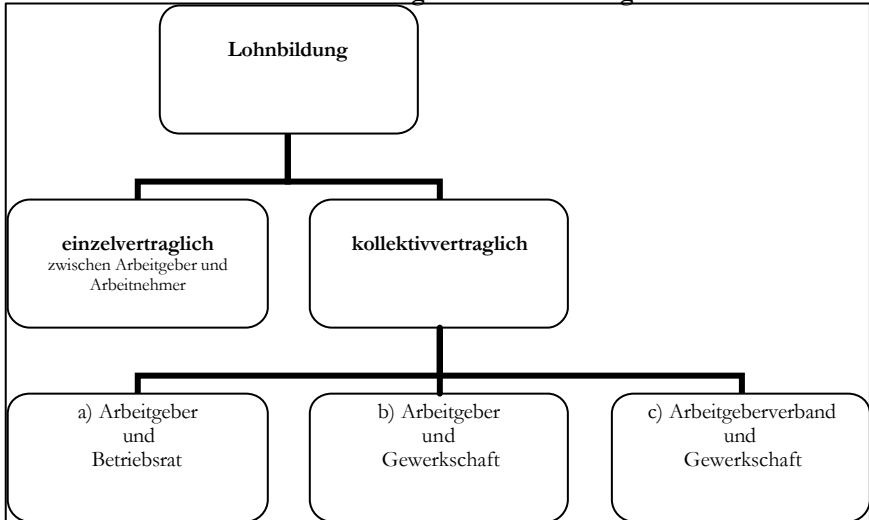 Lohnbildung
einzelvertraglich
zwischen Arbeitgeber und
Arbeitnehmer
kollektivvertraglich
a) Arbeitgeber
und
Betriebsrat
b) Arbeitgeber
und
Gewerkschaft
c) Arbeitgeberverband
und
Gewerkschaft